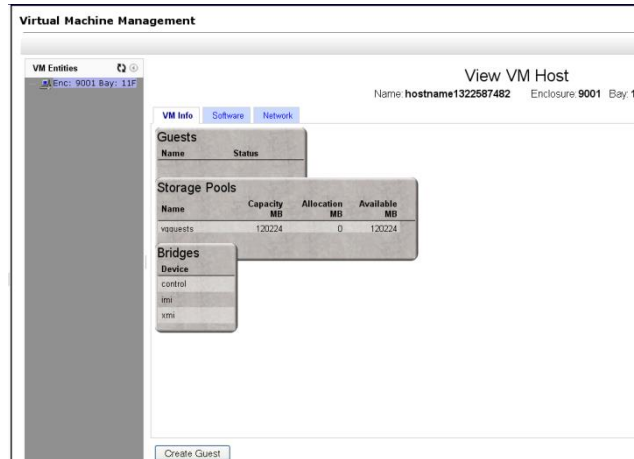 Virtual Machine Management
VM Entities
Enc: 9001 Bay: 11F
View VM Host
Name: hostname1322587482 Enclosure: 9001 Bay: 1
VM Info Software Network
Guests
Name Status
Storage Pools
Name Capacity MB Allocation MB Available MB
vgguests 120224 0 120224
Bridges
Device
control
imi
xmi
Create Guest